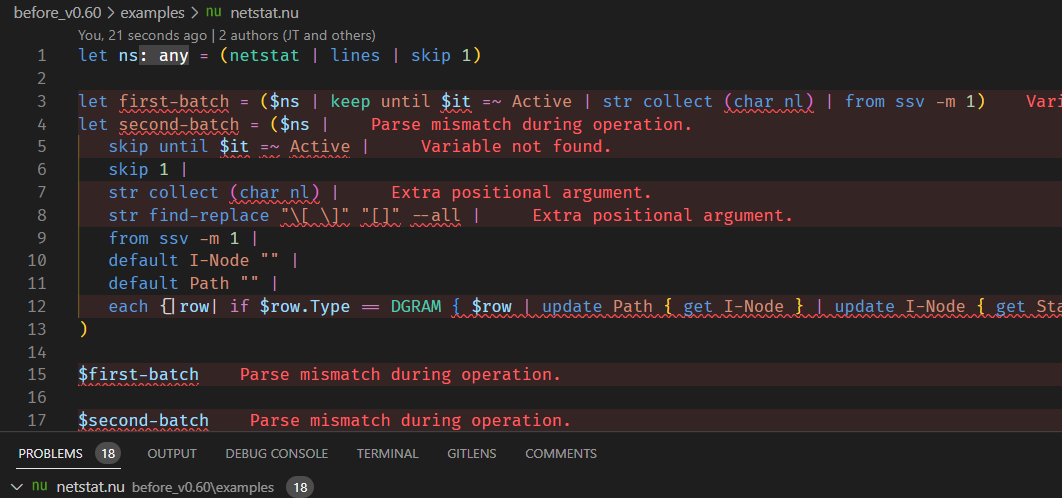 before_v0.60 > examples > nu netstat.nu
You, 21 seconds ago | 2 authors (JT and others)
1 let ns: any = (netstat | lines | skip 1)
2
3 let first-batch = ($ns | keep until $it =~ Active | str collect (char nl) | from ssv -m 1) Vari
4 let second-batch = ($ns | Parse mismatch during operation.
5 skip until $it =~ Active | Variable not found.
6 skip 1 |
7 str collect (char nl) | Extra positional argument.
8 str find-replace "\[ \]" "[]" --all | Extra positional argument.
9 from ssv -m 1 |
10 default I-Node "" |
11 default Path "" |
12 each {|row| if $row.Type == DGRAM { $row | update Path { get I-Node } | update I-Node { get Sta
13 )
14
15 $first-batch Parse mismatch during operation.
16
17 $second-batch Parse mismatch during operation.
PROBLEMS 18 OUTPUT DEBUG CONSOLE TERMINAL GITLENS COMMENTS
nu netstat.nu before_v0.60\examples 18